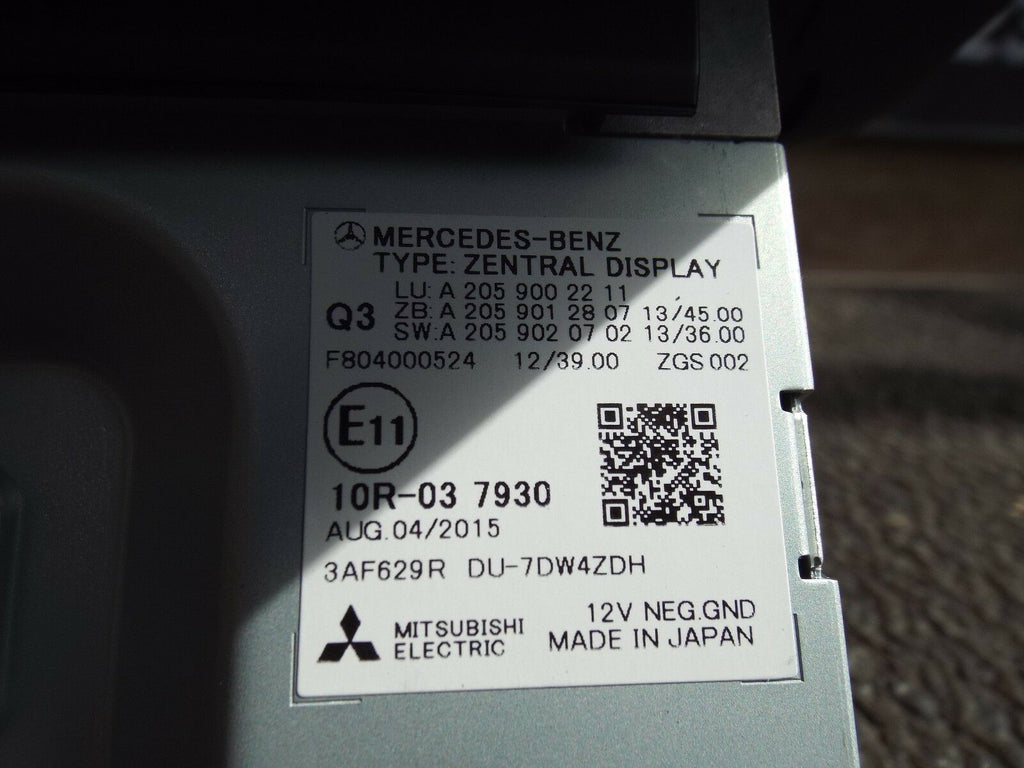 MERCEDES-BENZ
TYPE: ZENTRAL DISPLAY
LU: A 205 900 22 11
Q3
ZB: A 205 901 28 07 13/45.00
SW:A 205 902 07 02 13/36.00
F804000524 12/39.00 ZGS 002
E11
10R-03 7930
AUG.04/2015
3AF629R DU-7DW4ZDH
MITSUBISHI
ELECTRIC
12V NEG.GND
MADE IN JAPAN